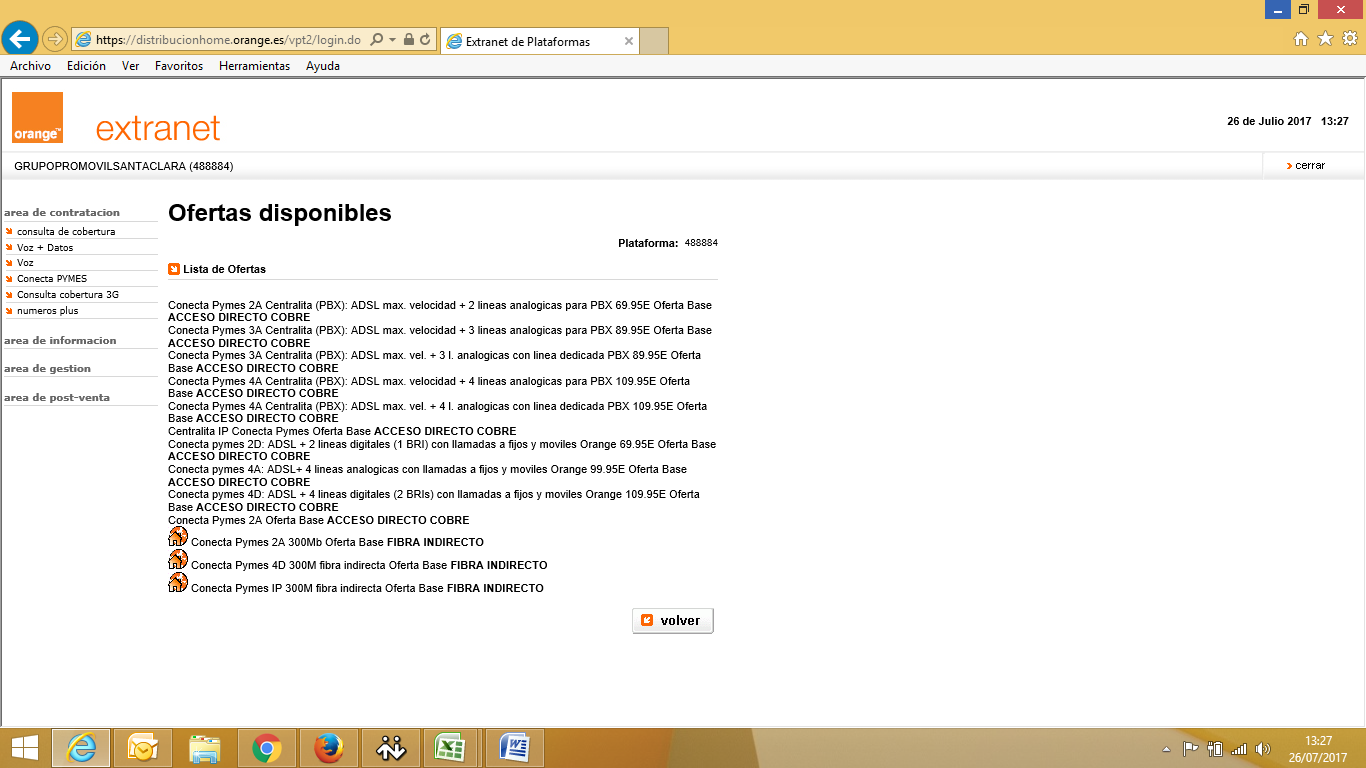 https://distribucionhome.orange.es/vpt2/login.do
Extranet de Plataformas
Archivo Edición Ver Favoritos Herramientas Ayuda
orange™
extranet
26 de Julio 2017 13:27
GRUPOPROMOVILSANTACLARA (488884)
cerrar
area de contratacion
consulta de cobertura
Voz + Datos
Voz
Conecta PYMES
Consulta cobertura 3G
numeros plus
area de informacion
area de gestion
area de post-venta
Ofertas disponibles
Plataforma: 488884
Lista de Ofertas
Conecta Pymes 2A Centralita (PBX): ADSL max. velocidad + 2 lineas analogicas para PBX 69.95E Oferta Base
ACCESO DIRECTO COBRE
Conecta Pymes 3A Centralita (PBX): ADSL max. velocidad + 3 lineas analogicas para PBX 89.95E Oferta Base
ACCESO DIRECTO COBRE
Conecta Pymes 3A Centralita (PBX): ADSL max. vel. + 3 l. analogicas con linea dedicada PBX 89.95E Oferta
Base ACCESO DIRECTO COBRE
Conecta Pymes 4A Centralita (PBX): ADSL max. velocidad + 4 lineas analogicas para PBX 109.95E Oferta
Base ACCESO DIRECTO COBRE
Conecta Pymes 4A Centralita (PBX): ADSL max. vel. + 4 l. analogicas con linea dedicada PBX 109.95E Oferta
Base ACCESO DIRECTO COBRE
Centralita IP Conecta Pymes Oferta Base ACCESO DIRECTO COBRE
Conecta pymes 2D: ADSL + 2 lineas digitales (1 BRI) con llamadas a fijos y moviles Orange 69.95E Oferta Base
ACCESO DIRECTO COBRE
Conecta pymes 4A: ADSL+ 4 lineas analogicas con llamadas a fijos y moviles Orange 99.95E Oferta Base
ACCESO DIRECTO COBRE
Conecta pymes 4D: ADSL + 4 lineas digitales (2 BRIs) con llamadas a fijos y moviles Orange 109.95E Oferta
Base ACCESO DIRECTO COBRE
Conecta Pymes 2A Oferta Base ACCESO DIRECTO COBRE
Conecta Pymes 2A 300Mb Oferta Base FIBRA INDIRECTO
Conecta Pymes 4D 300M fibra indirecta Oferta Base FIBRA INDIRECTO
Conecta Pymes IP 300M fibra indirecta Oferta Base FIBRA INDIRECTO
volver
13:27
26/07/2017